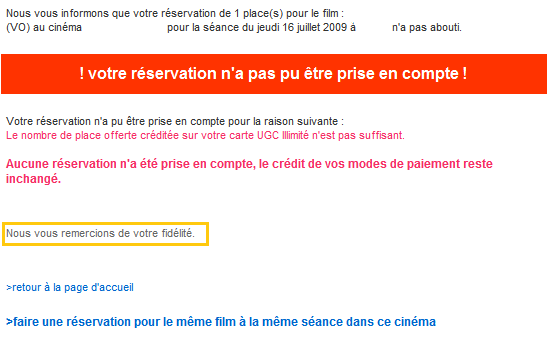 Nous vous informons que votre réservation de 1 place(s) pour le film :
(VO) au cinéma pour la séance du jeudi 16 juillet 2009 á n'a pas abouti.
! votre réservation n'a pas pu être prise en compte !
Votre réservation n'a pu être prise en compte pour la raison suivante :
Le nombre de place offerte créditée sur votre carte UGC Illimité n'est pas suffisant.
Aucune réservation n'a été prise en compte, le crédit de vos modes de paiement reste
inchangé.
Nous vous remercions de votre fidélité.
>retour à la page d'accueil
>faire une réservation pour le même film à la même séance dans ce cinéma